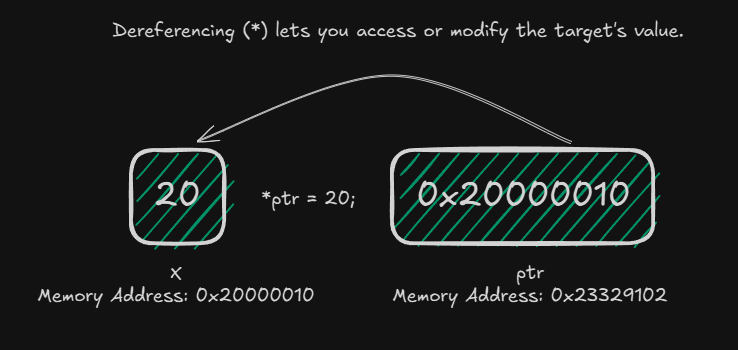 Dereferencing (*) lets you access or modify the target's value.
20
*ptr = 20;
0x20000010
x
Memory Address: 0x20000010
ptr
Memory Address: 0x23329102